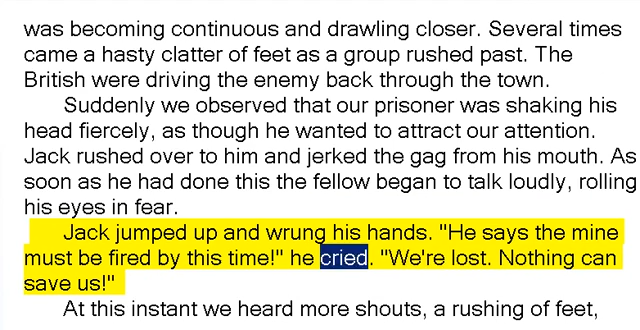 was becoming continuous and drawling closer. Several times
came a hasty clatter of feet as a group rushed past. The
British were driving the enemy back through the town.
Suddenly we observed that our prisoner was shaking his
head fiercely, as though he wanted to attract our attention.
Jack rushed over to him and jerked the gag from his mouth. As
soon as he had done this the fellow began to talk loudly, rolling
his eyes in fear.
Jack jumped up and wrung his hands. "He says the mine
must be fired by this time!" he cried. "We're lost. Nothing can
save us!"
At this instant we heard more shouts, a rushing of feet,